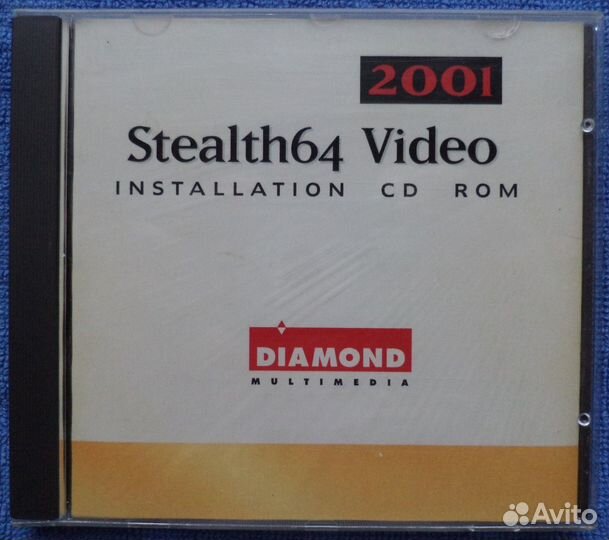 2001
Stealth64 Video
INSTALLATION CD ROM
DIAMOND
MULTIMEDIA
Avito